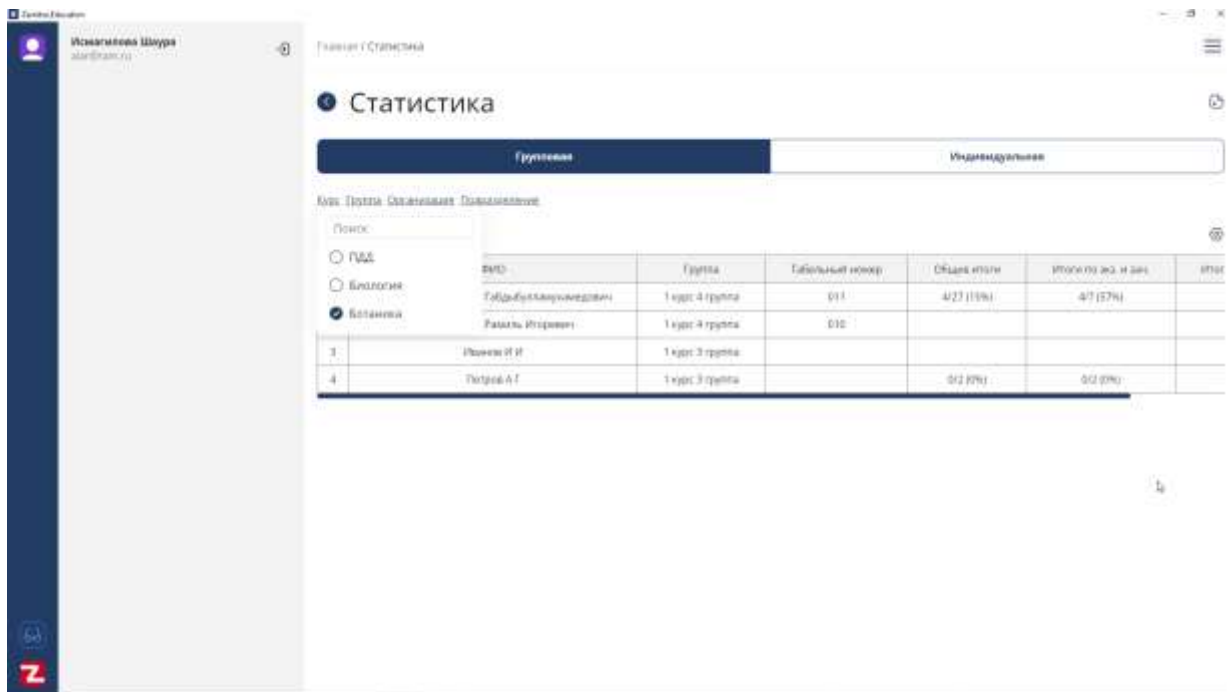 Zarnitza Education
Исмагилова Шаура
Главная / Статистика
Статистика
Групповая
Индивидуальная
Курс Группа Организация Подразделение
Поиск
ПДД
Биология
Ботаника
ФИО Группа Табельный номер Общие итоги Итоги по экз. и зач. Итог
1 курс 4 группа 011 4/27 (15%) 4/7 (57%)
Рамиль Игоревич 1 курс 4 группа 010
3 Иванов И И 1 курс 3 группа
4 Петров А Г 1 курс 3 группа 0/2 (0%) 0/2 (0%)
Z